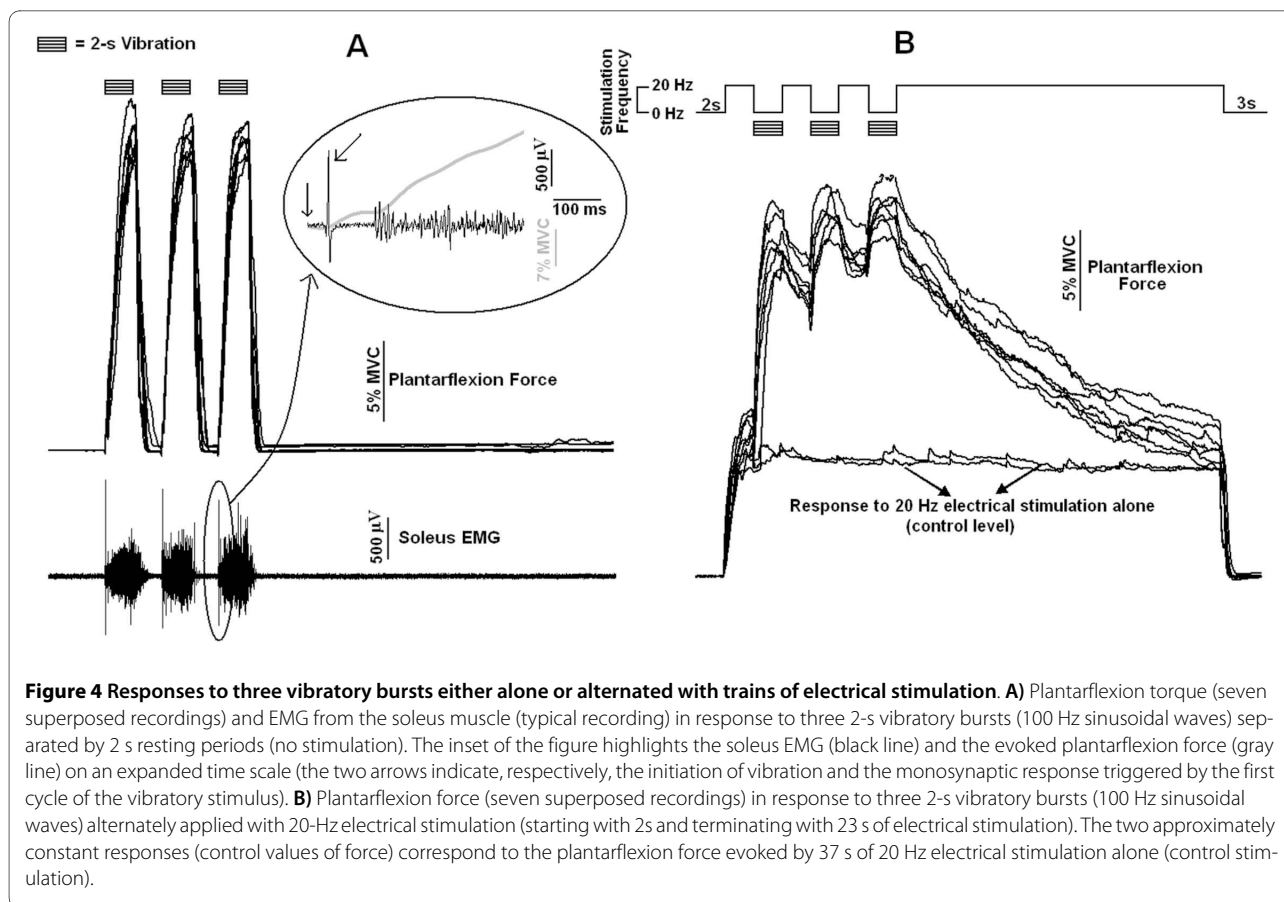 = 2-s Vibration
A
500 µV
100 ms
7% MVC
5% MVC
Plantarflexion Force
500 µV
Soleus EMG
B
Stimulation
Frequency
20 Hz
0 Hz
2s
3s
5% MVC
Plantarflexion
Force
Response to 20 Hz electrical stimulation alone
(control level)
Figure 4 Responses to three vibratory bursts either alone or alternated with trains of electrical stimulation. A) Plantarflexion torque (seven
superposed recordings) and EMG from the soleus muscle (typical recording) in response to three 2-s vibratory bursts (100 Hz sinusoidal waves) sep-
arated by 2 s resting periods (no stimulation). The inset of the figure highlights the soleus EMG (black line) and the evoked plantarflexion force (gray
line) on an expanded time scale (the two arrows indicate, respectively, the initiation of vibration and the monosynaptic response triggered by the first
cycle of the vibratory stimulus). B) Plantarflexion force (seven superposed recordings) in response to three 2-s vibratory bursts (100 Hz sinusoidal
waves) alternately applied with 20-Hz electrical stimulation (starting with 2s and terminating with 23 s of electrical stimulation). The two approximately
constant responses (control values of force) correspond to the plantarflexion force evoked by 37 s of 20 Hz electrical stimulation alone (control stim-
ulation).